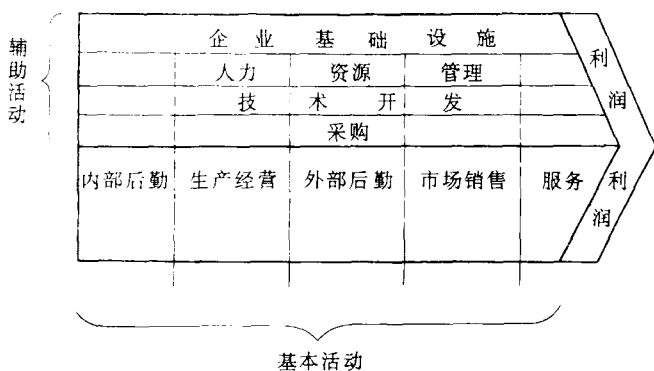 辅助活动
企业基础设施
人力 资源 管理
技术开发
采购
利润
内部后勤 生产经营 外部后勤 市场销售 服务
利润
基本活动